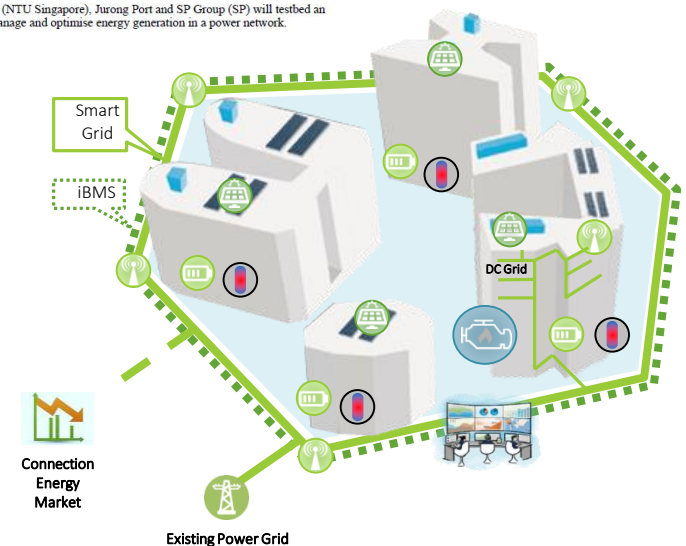 (NTU Singapore), Jurong Port and SP Group (SP) will testbed an
anage and optimise energy generation in a power network.
Smart
Grid
iBMS
DC Grid
Connection
Energy
Market
Existing Power Grid